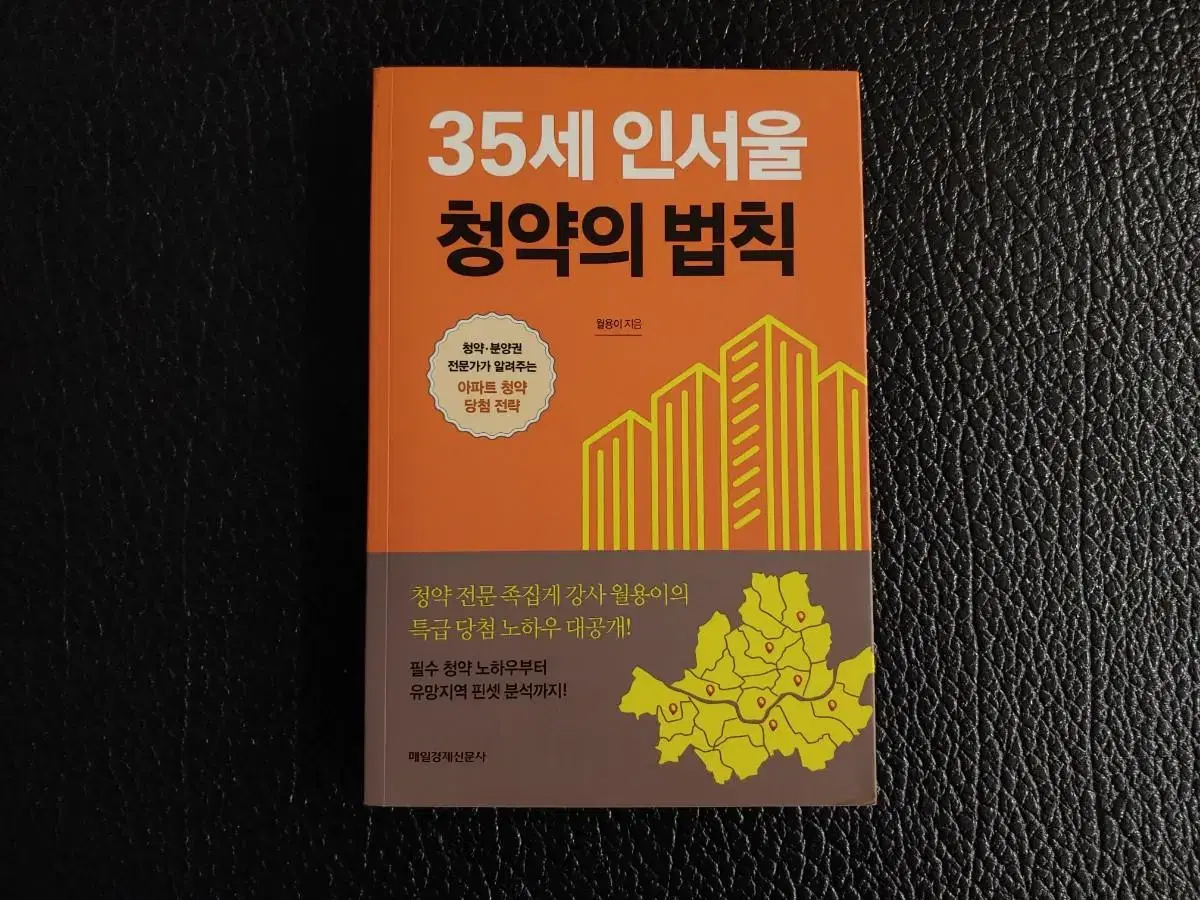 35세 인서울
청약의 법칙
월용이 지음
청약·분양권
전문가가 알려주는
아파트 청약
당첨 전략
청약 전문 족집게 강사 월용이의
특급 당첨 노하우 대공개!
필수 청약 노하우부터
유망지역 핀셋 분석까지!
매일경제신문사